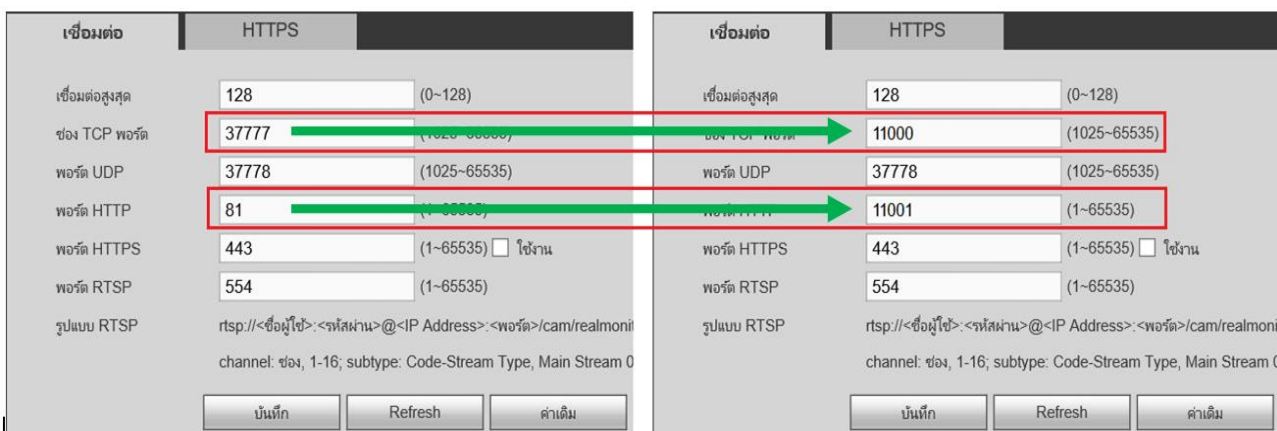 เชื่อมต่อ HTTPS
เชื่อมต่อสูงสุด 128 (0~128)
ช่อง TCP พอร์ต 37777
พอร์ต UDP 37778 (1025~65535)
พอร์ต HTTP 81
พอร์ต HTTPS 443 (1~65535) ใช้งาน
พอร์ต RTSP 554 (1~65535)
รูปแบบ RTSP rtsp://<ชื่อผู้ใช้>:<รหัสผ่าน>@<IP Address>:<พอร์ต>/cam/realmonit
channel: ช่อง, 1-16; subtype: Code-Stream Type, Main Stream 0
บันทึก Refresh ค่าเดิม
เชื่อมต่อ HTTPS
เชื่อมต่อสูงสุด 128 (0~128)
11000 (1025~65535)
พอร์ต UDP 37778 (1025~65535)
11001 (1~65535)
พอร์ต HTTPS 443 (1~65535) ใช้งาน
พอร์ต RTSP 554 (1~65535)
รูปแบบ RTSP rtsp://<ชื่อผู้ใช้>:<รหัสผ่าน>@<IP Address>:<พอร์ต>/cam/realmoni
channel: ช่อง, 1-16; subtype: Code-Stream Type, Main Stream
บันทึก Refresh ค่าเดิม